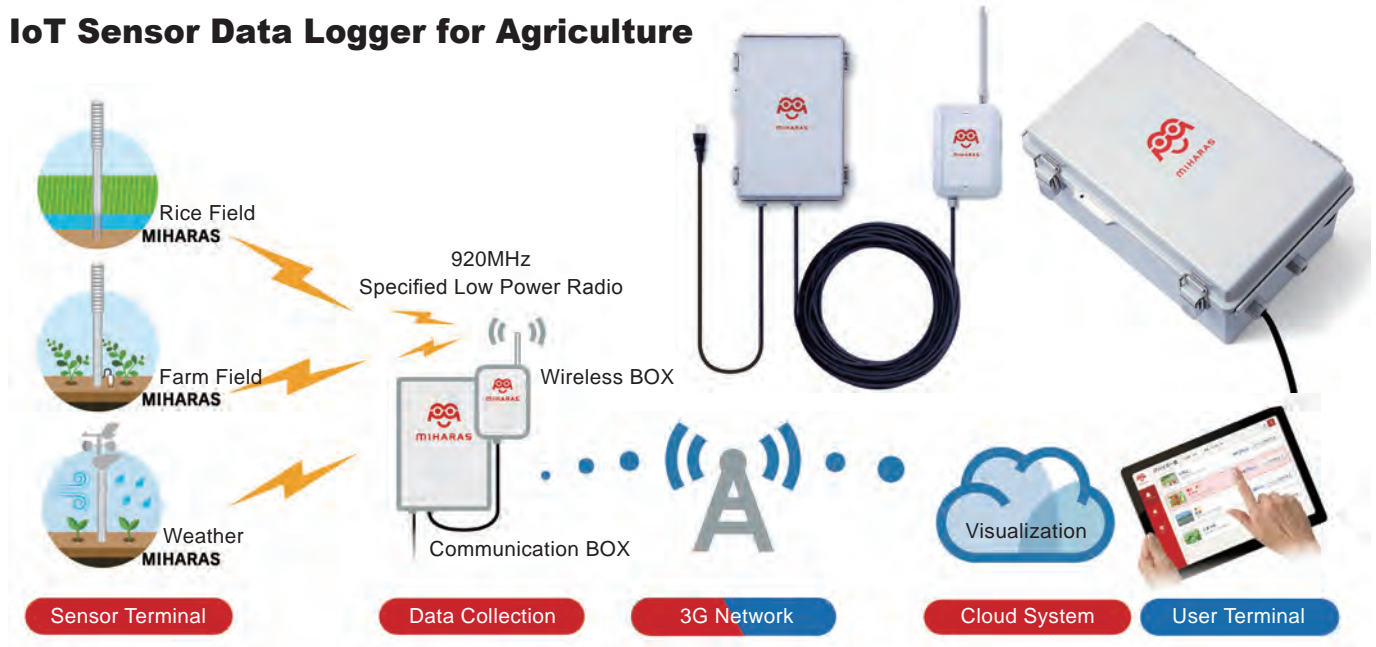 IoT Sensor Data Logger for Agriculture
MIHARAS
MIHARAS
MIHARAS
Rice Field
MIHARAS
920MHz
Specified Low Power Radio
Farm Field
MIHARAS
Wireless BOX
MIHARAS
MIHARAS
Weather
MIHARAS
Communication BOX
Visualization
Sensor Terminal
Data Collection
3G Network
Cloud System
User Terminal